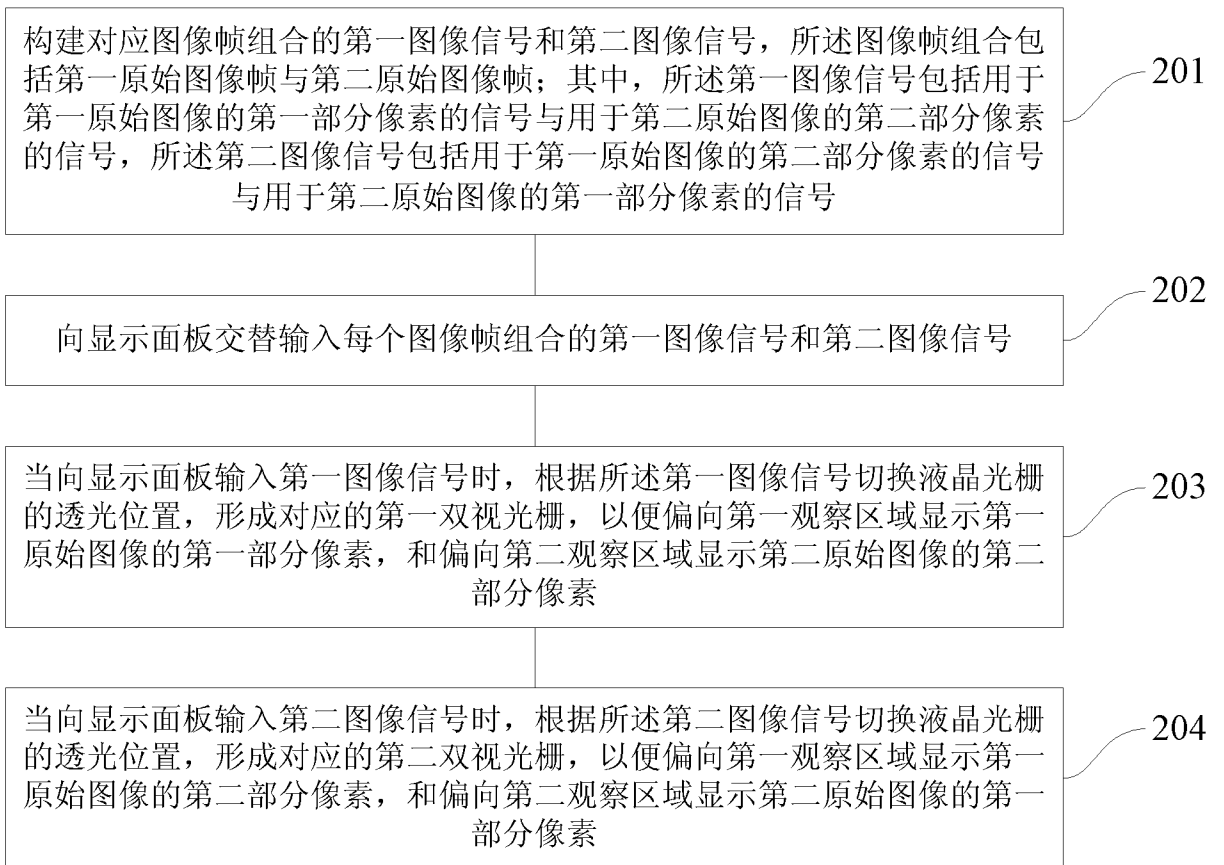 构建对应图像帧组合的第一图像信号和第二图像信号，所述图像帧组合包
括第一原始图像帧与第二原始图像帧；其中，所述第一图像信号包括用于
第一原始图像的第一部分像素的信号与用于第二原始图像的第二部分像素
的信号，所述第二图像信号包括用于第一原始图像的第二部分像素的信号
与用于第二原始图像的第一部分像素的信号
201
向显示面板交替输入每个图像帧组合的第一图像信号和第二图像信号
202
当向显示面板输入第一图像信号时，根据所述第一图像信号切换液晶光栅
的透光位置，形成对应的第一双视光栅，以便偏向第一观察区域显示第一
原始图像的第一部分像素，和偏向第二观察区域显示第二原始图像的第二
部分像素
203
当向显示面板输入第二图像信号时，根据所述第二图像信号切换液晶光栅
的透光位置，形成对应的第二双视光栅，以便偏向第一观察区域显示第一
原始图像的第二部分像素，和偏向第二观察区域显示第二原始图像的第一
部分像素
204